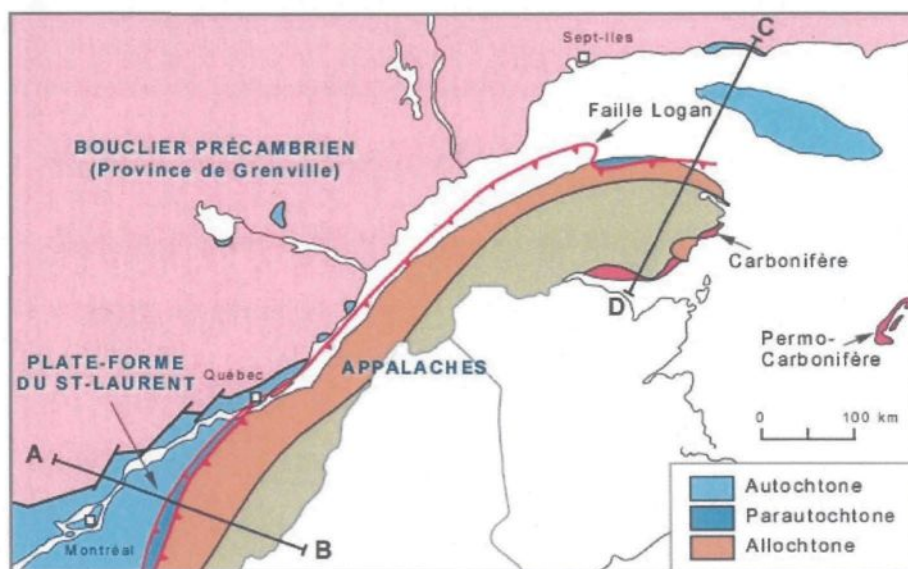 C
Sept-Iles
Faille Logan
BOUCLIER PRÉCAMBRIEN
(Province de Grenville)
Carbonifère
D
Permo-
Carbonifère
PLATE-FORME
DU ST-LAURENT
Québec
APPALACHES
0 100 km
A
B
Montréal
Autochtone
Parautochtone
Allochtone